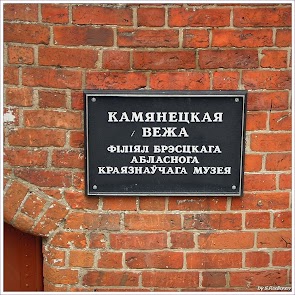 КАМЯНЕЦКАЯ
ВЕЖА
ФІЛІЯЛ БРЭСЦКАГА
АБЛАСНОГА
КРАЯЗНАЎЧАГА МУЗЕЯ